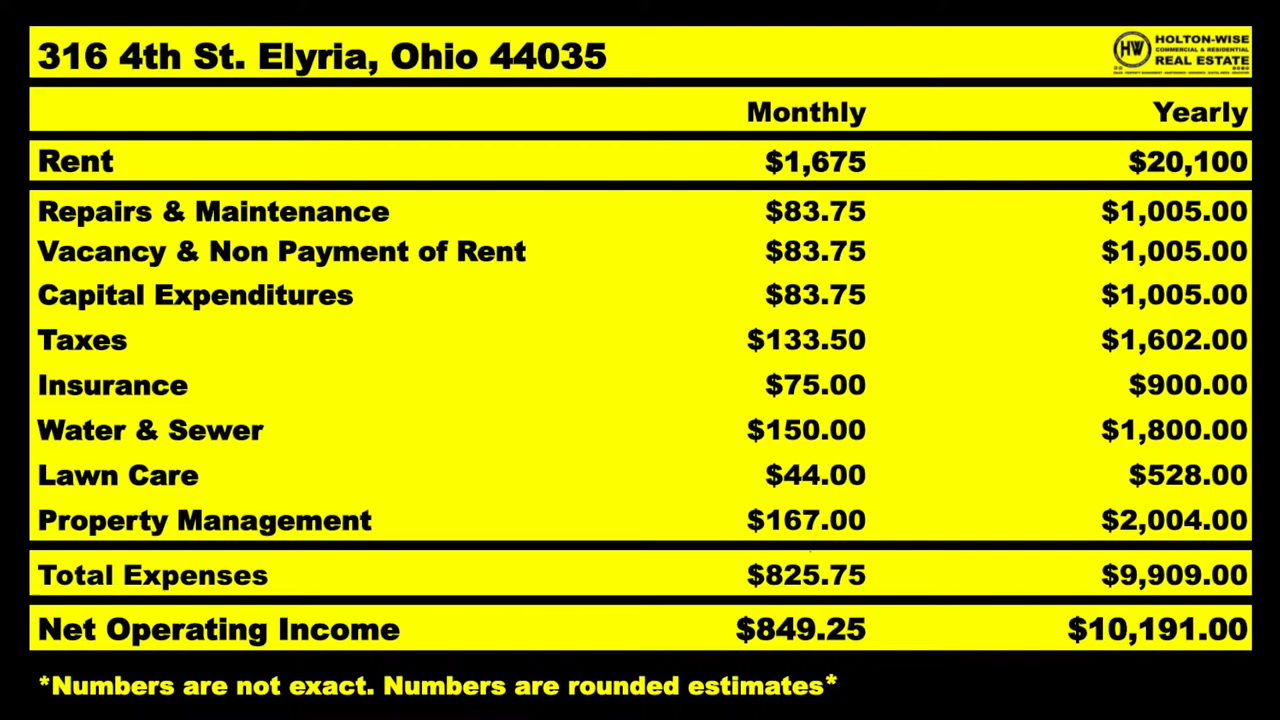 316 4th St. Elyria, Ohio 44035
HOLTON-WISE
COMMERCIAL & RESIDENTIAL
REAL ESTATE
HW
Monthly Yearly
Rent $1,675 $20,100
Repairs & Maintenance $83.75 $1,005.00
Vacancy & Non Payment of Rent $83.75 $1,005.00
Capital Expenditures $83.75 $1,005.00
Taxes $133.50 $1,602.00
Insurance $75.00 $900.00
Water & Sewer $150.00 $1,800.00
Lawn Care $44.00 $528.00
Property Management $167.00 $2,004.00
Total Expenses $825.75 $9,909.00
Net Operating Income $849.25 $10,191.00
*Numbers are not exact. Numbers are rounded estimates*